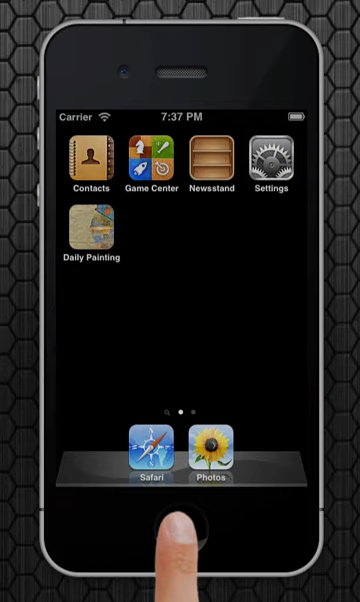 Carrier 7:37 PM
Contacts Game Center Newsstand Settings
Daily Painting
Safari Photos